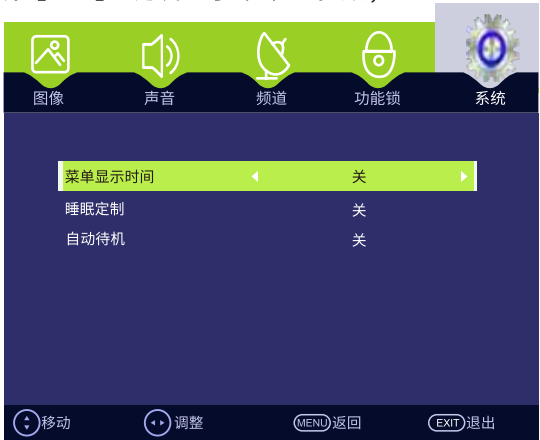 图像 声音 频道 功能锁 系统
菜单显示时间 关
睡眠定制 关
自动待机 关
移动 调整 MENU 返回 EXIT 退出